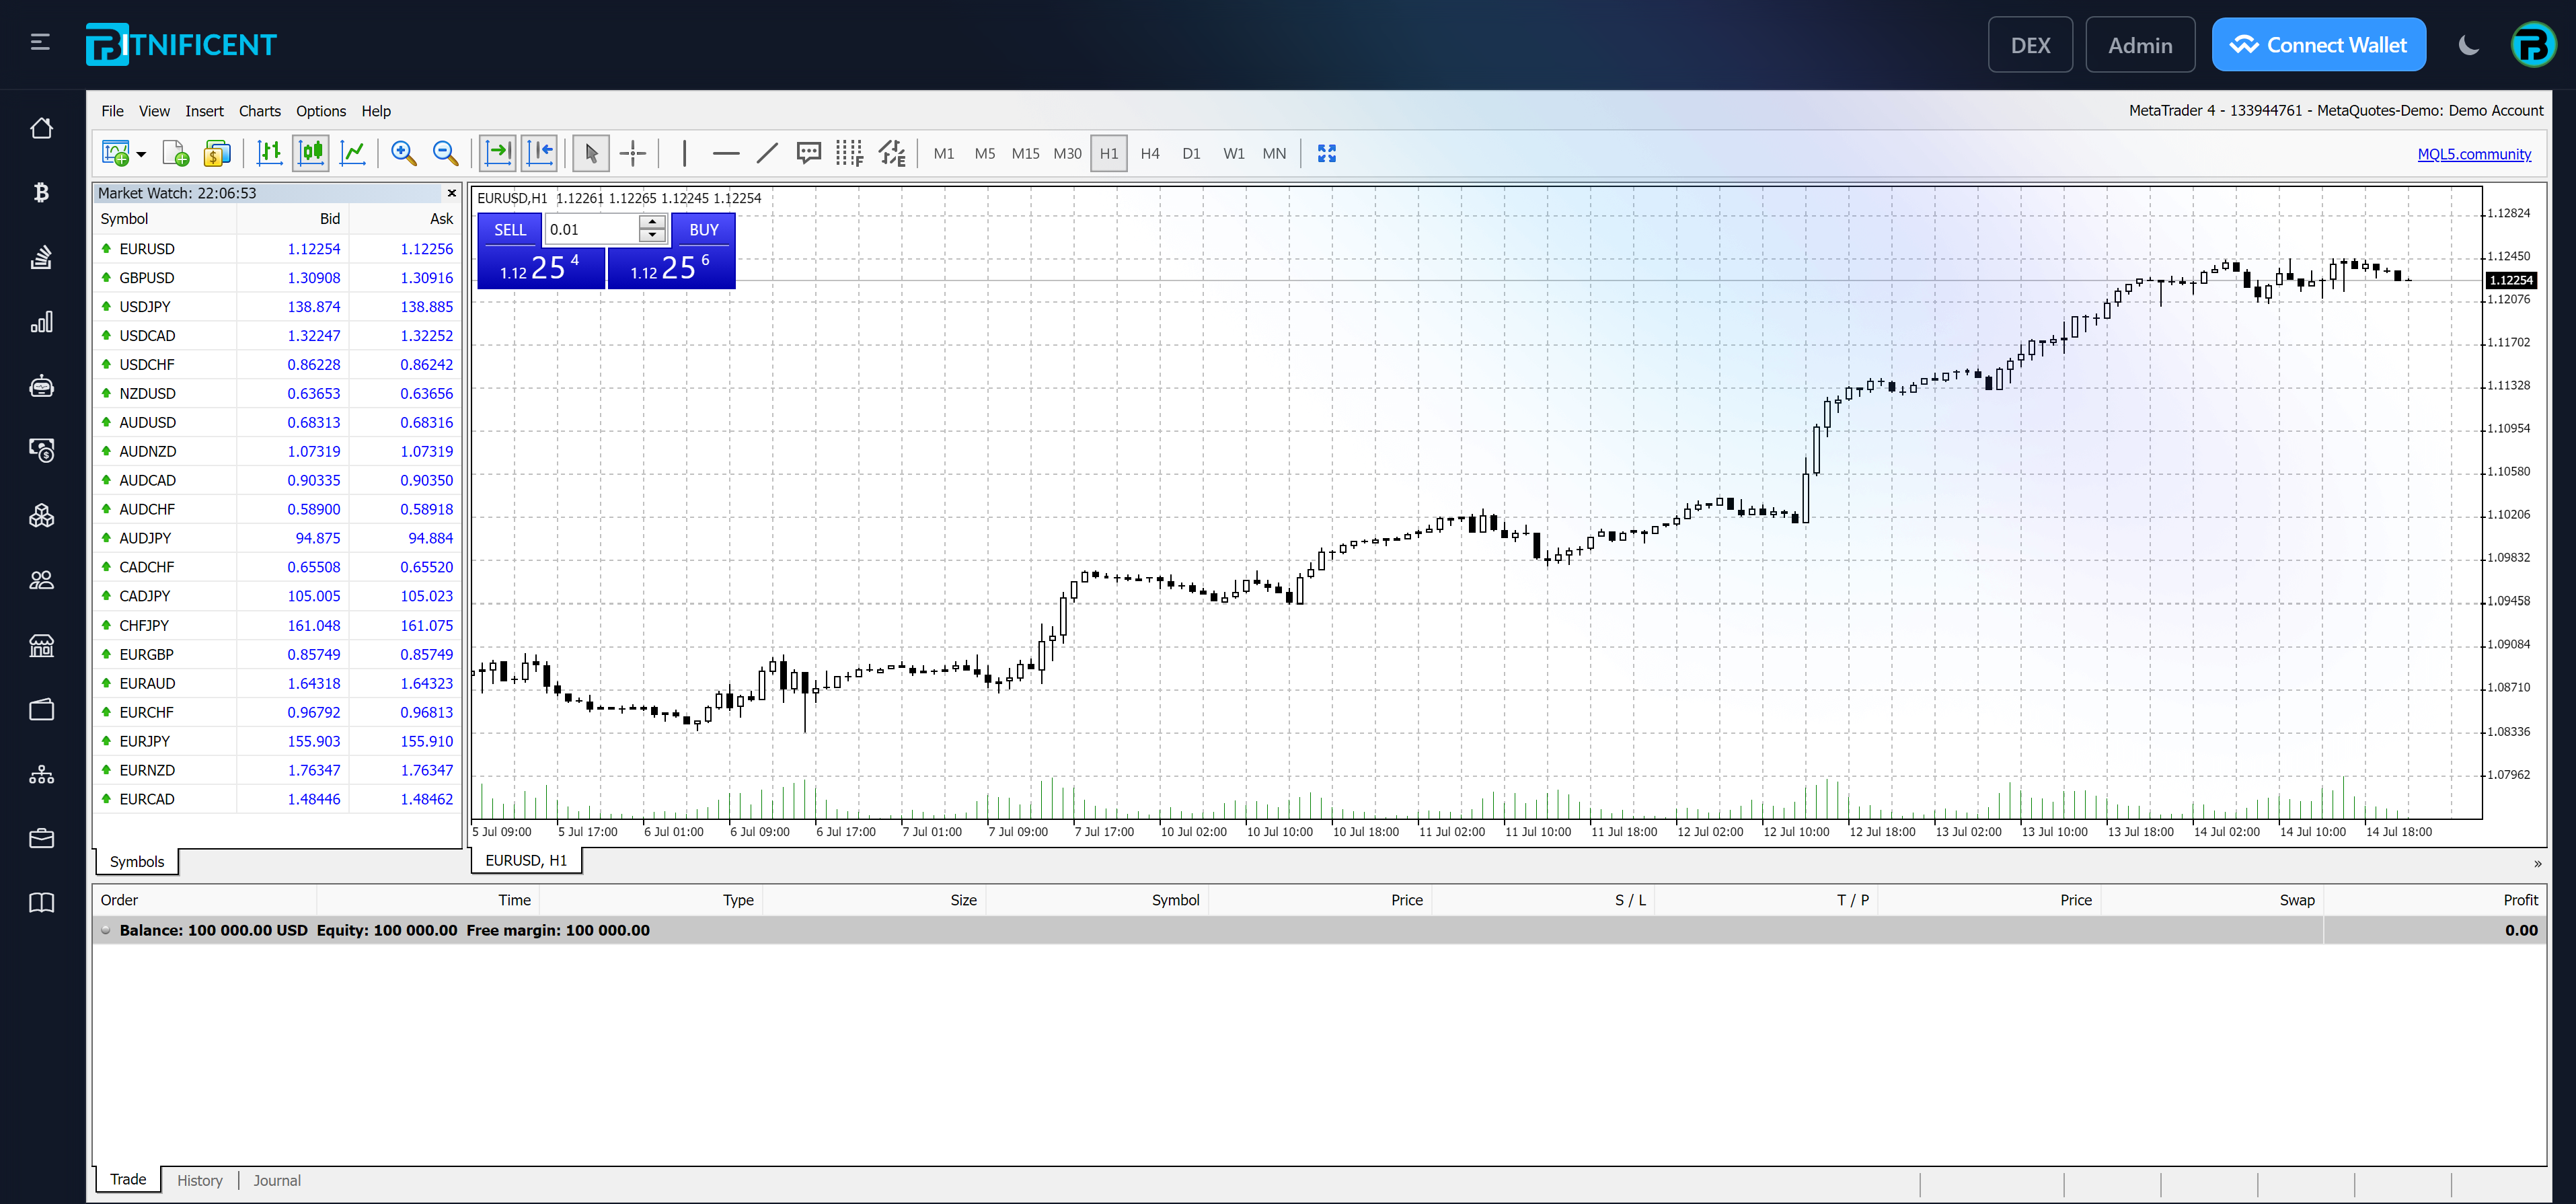 BITNIFICENT
DEX Admin Connect Wallet
File View Insert Charts Options Help
MetaTrader 4 - 133944761 - MetaQuotes-Demo: Demo Account
M1 M5 M15 M30 H1 H4 D1 W1 MN
MQL5.community
Market Watch: 22:06:53
Symbol Bid Ask
EURUSD 1.12254 1.12256
GBPUSD 1.30908 1.30916
USDJPY 138.874 138.885
USDCAD 1.32247 1.32252
USDCHF 0.86228 0.86242
NZDUSD 0.63653 0.63656
AUDUSD 0.68313 0.68316
AUDNZD 1.07319 1.07319
AUDCAD 0.90335 0.90350
AUDCHF 0.58900 0.58918
AUDJPY 94.875 94.884
CADCHF 0.65508 0.65520
CADJPY 105.005 105.023
CHFJPY 161.048 161.075
EURGBP 0.85749 0.85749
EURAUD 1.64318 1.64323
EURCHF 0.96792 0.96813
EURJPY 155.903 155.910
EURNZD 1.76347 1.76347
EURCAD 1.48446 1.48462
Symbols
EURUSD,H1 1.12261 1.12265 1.12245 1.12254
SELL 0.01 BUY
1.12 25 4 1.12 25 6
1.12824
1.12450
1.12254
1.12076
1.11702
1.11328
1.10954
1.10580
1.10206
1.09832
1.09458
1.09084
1.08710
1.08336
1.07962
5 Jul 09:00 5 Jul 17:00 6 Jul 01:00 6 Jul 09:00 6 Jul 17:00 7 Jul 01:00 7 Jul 09:00 7 Jul 17:00 10 Jul 02:00 10 Jul 10:00 10 Jul 18:00 11 Jul 02:00 11 Jul 10:00 11 Jul 18:00 12 Jul 02:00 12 Jul 10:00 12 Jul 18:00 13 Jul 02:00 13 Jul 10:00 13 Jul 18:00 14 Jul 02:00 14 Jul 10:00 14 Jul 18:00
EURUSD, H1
»
Order Time Type Size Symbol Price S / L T / P Price Swap Profit
Balance: 100 000.00 USD Equity: 100 000.00 Free margin: 100 000.00 0.00
Trade History Journal